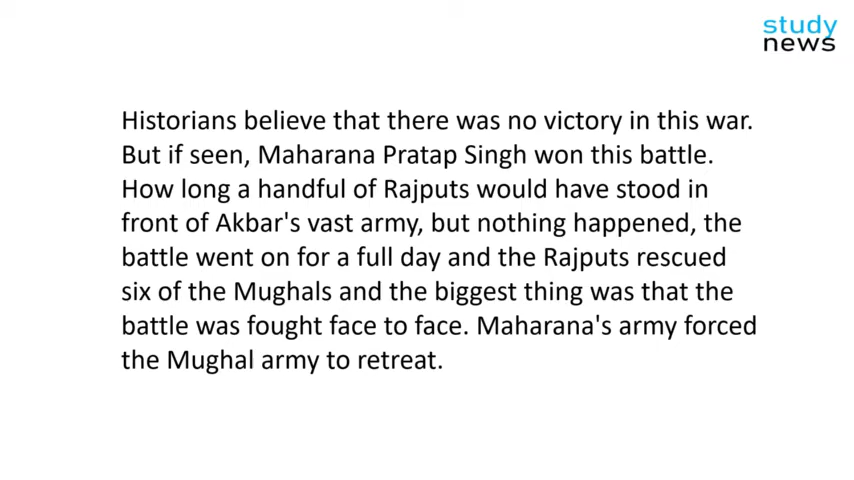 study
news
Historians believe that there was no victory in this war.
But if seen, Maharana Pratap Singh won this battle.
How long a handful of Rajputs would have stood in
front of Akbar's vast army, but nothing happened, the
battle went on for a full day and the Rajputs rescued
six of the Mughals and the biggest thing was that the
battle was fought face to face. Maharana's army forced
the Mughal army to retreat.